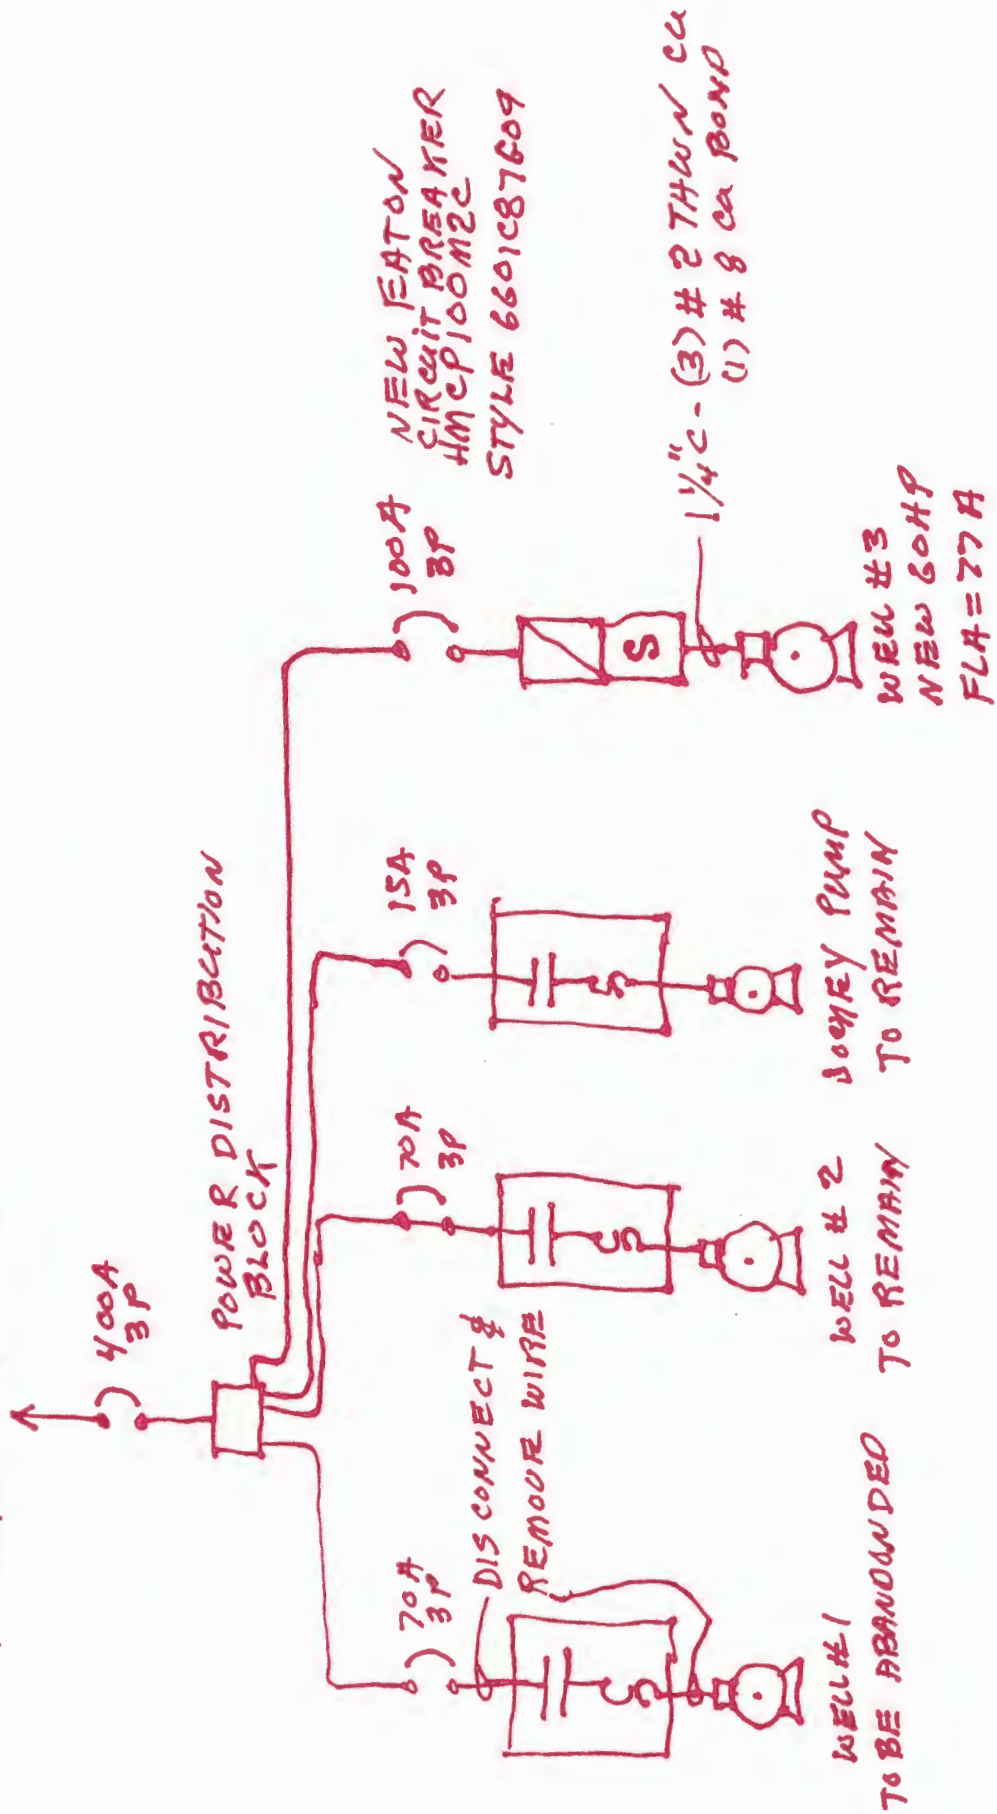 400A
3P
POWER DISTRIBUTION
BLOCK
70A
3P
DISCONNECT &
REMOVE WIRE
70A
3P
15A
3P
100A
3P
NEW EATON
CIRCUIT BREAKER
HMCP100M2C
STYLE 6601C87G09
S
1¼"C - (3) # 2 THWN CU
(1) # 8 CU BOND
WELL #1
TO BE ABANDONDED
WELL # 2
TO REMAIN
JOCKEY PUMP
TO REMAIN
WELL #3
NEW 60HP
FLA = 77A